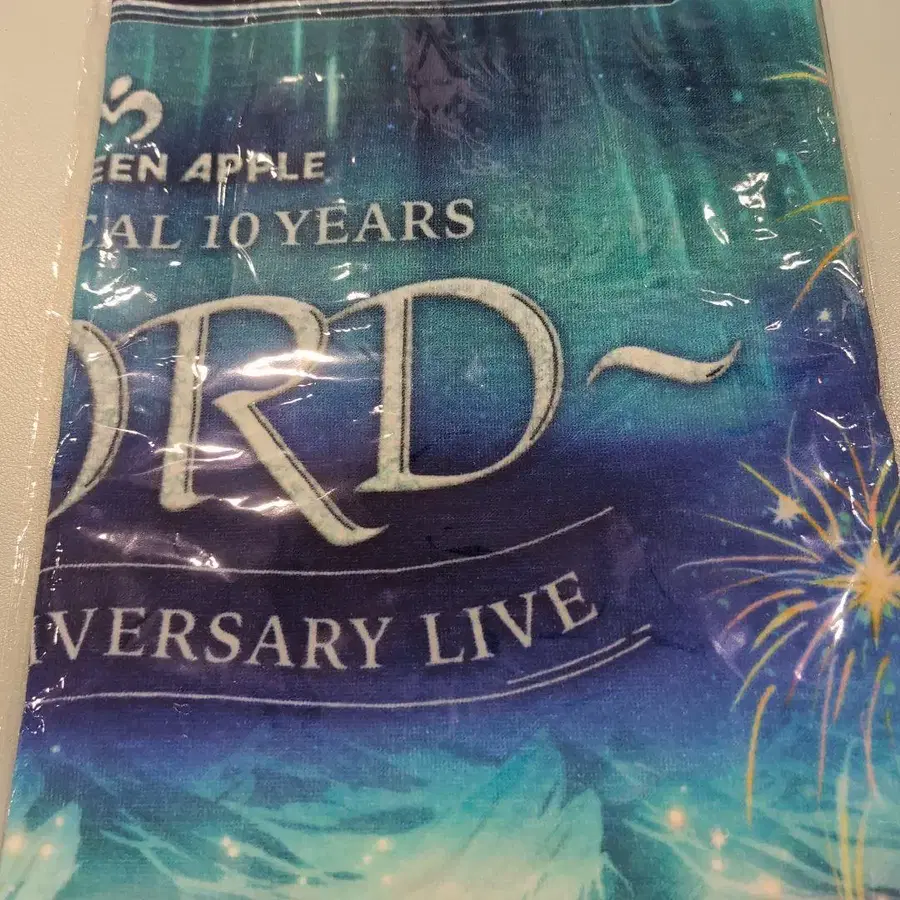 EEN APPLE
CAL 10 YEARS
ORD~
IVERSARY LIVE